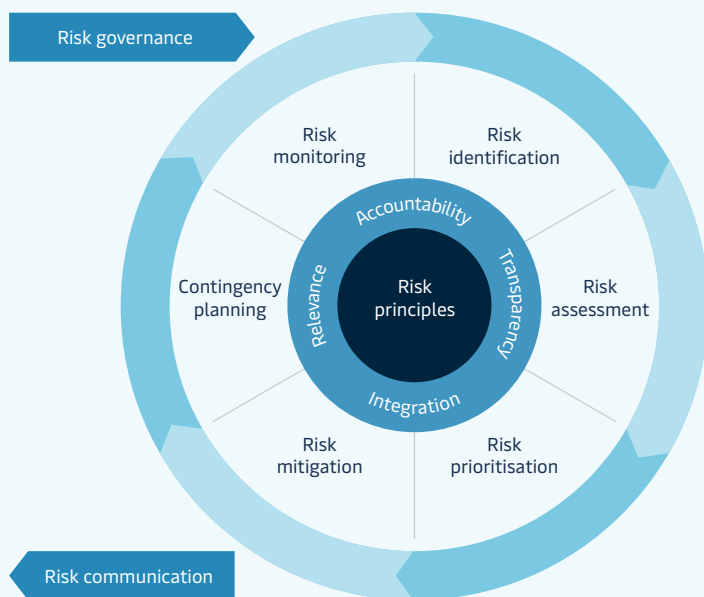 Risk governance
Risk
monitoring
Risk
identification
Accountability
Contingency
planning
Relevance
Risk
principles
Transparency
Risk
assessment
Integration
Risk
mitigation
Risk
prioritisation
Risk communication